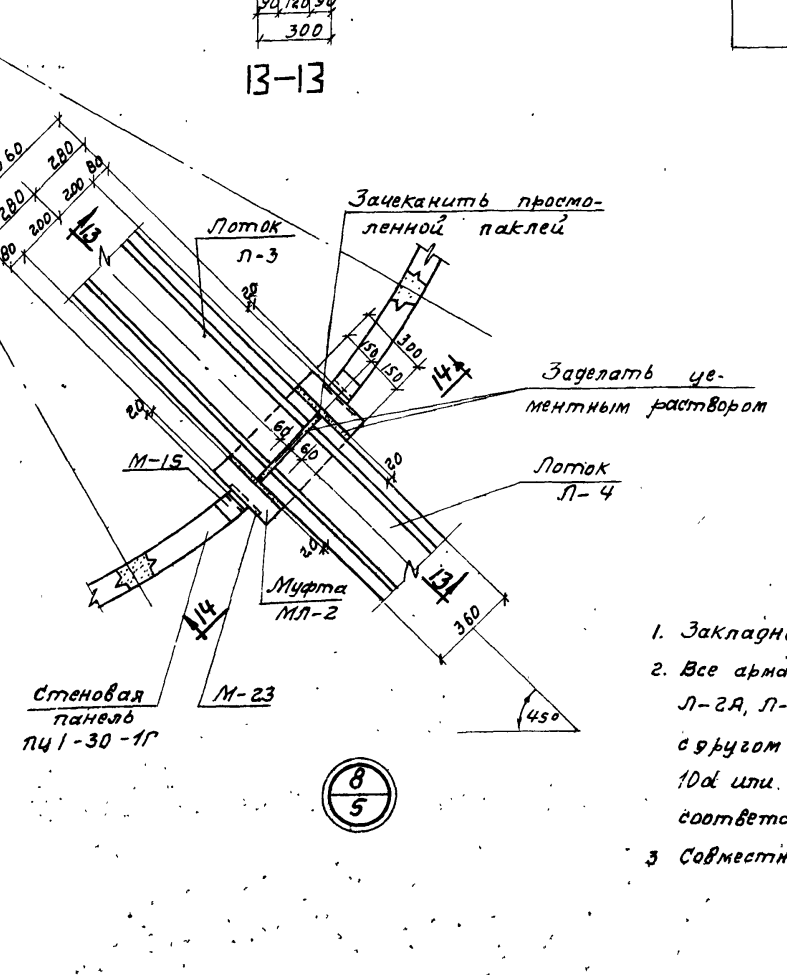 90 120 90
300
13-13
060
280
80
280
200
200
80
13
Зачеканить просмо-
ленной паклей
Лоток
Л-3
20
300
150
150
14
Заделать це-
ментным раствором
60
60
20
20
М-15
Лоток
Л-4
20
Муфта
МЛ-2
13
14
360
Стеновая
панель
ПЦ1-30-1Г
М-23
45°
8
5
1. Закладн
2. Все арма
Л-2А, Л-
с другом
10d или
соответс
3 Совместн